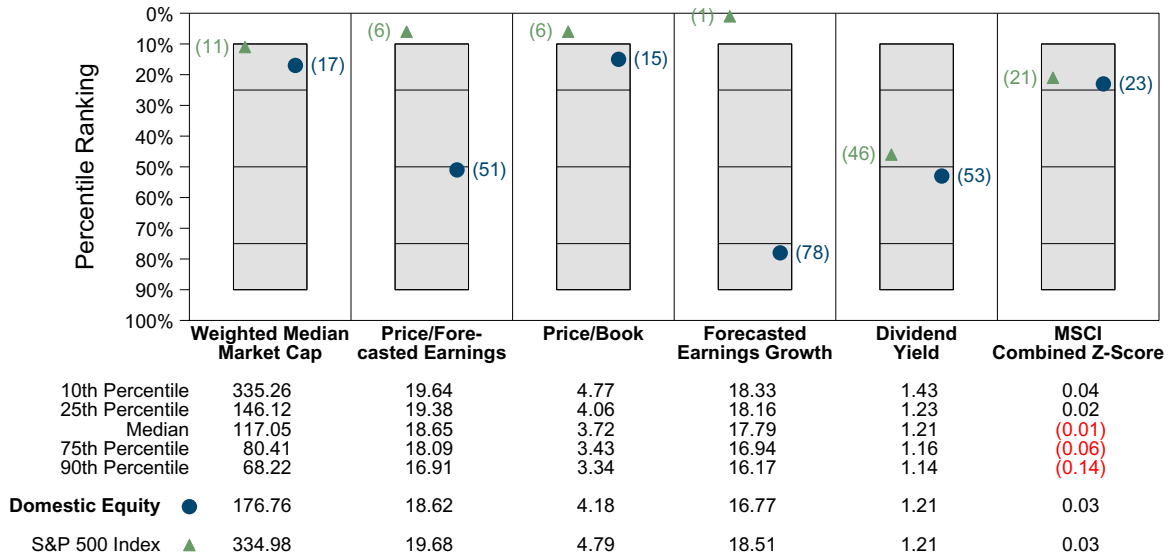 Percentile Ranking
0%
10%
20%
30%
40%
50%
60%
70%
80%
90%
100%
(11)
(17)
(6)
(51)
(6)
(15)
(1)
(78)
(46)
(53)
(21)
(23)
Weighted Median
Market Cap
Price/Fore-
casted Earnings
Price/Book
Forecasted
Earnings Growth
Dividend
Yield
MSCI
Combined Z-Score
10th Percentile 335.26 19.64 4.77 18.33 1.43 0.04
25th Percentile 146.12 19.38 4.06 18.16 1.23 0.02
Median 117.05 18.65 3.72 17.79 1.21 (0.01)
75th Percentile 80.41 18.09 3.43 16.94 1.16 (0.06)
90th Percentile 68.22 16.91 3.34 16.17 1.14 (0.14)
Domestic Equity 176.76 18.62 4.18 16.77 1.21 0.03
S&P 500 Index 334.98 19.68 4.79 18.51 1.21 0.03